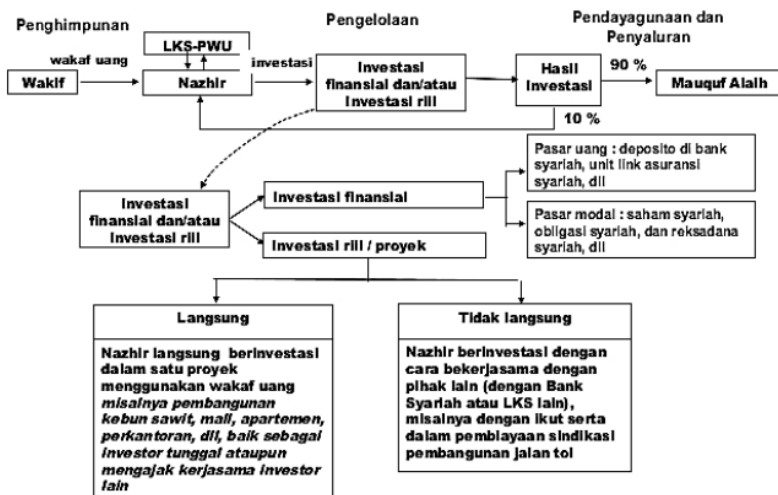 Penghimpunan
Pengelolaan
Pendayagunaan dan
Penyaluran
LKS-PWU
wakaf uang
investasi
90 %
Wakif
Nazhir
Investasi
finansial dan/atau
Investasi riil
Hasil
Investasi
Mauquf Alaih
10 %
Pasar uang : deposito di bank
syariah, unit link asuransi
syariah, dll
Investasi
finansial dan/atau
Investasi riil
Investasi finansial
Pasar modal : saham syariah,
obligasi syariah, dan reksadana
syariah, dll
Investasi riil / proyek
Langsung
Nazhir langsung berinvestasi
dalam satu proyek
menggunakan wakaf uang
misalnya pembangunan
kebun sawit, mall, apartemen,
perkantoran, dll, baik sebagai
investor tunggal ataupun
mengajak kerjasama investor
lain
Tidak langsung
Nazhir berinvestasi dengan
cara bekerjasama dengan
pihak lain (dengan Bank
Syariah atau LKS lain),
misalnya dengan ikut serta
dalam pembiayaan sindikasi
pembangunan jalan tol